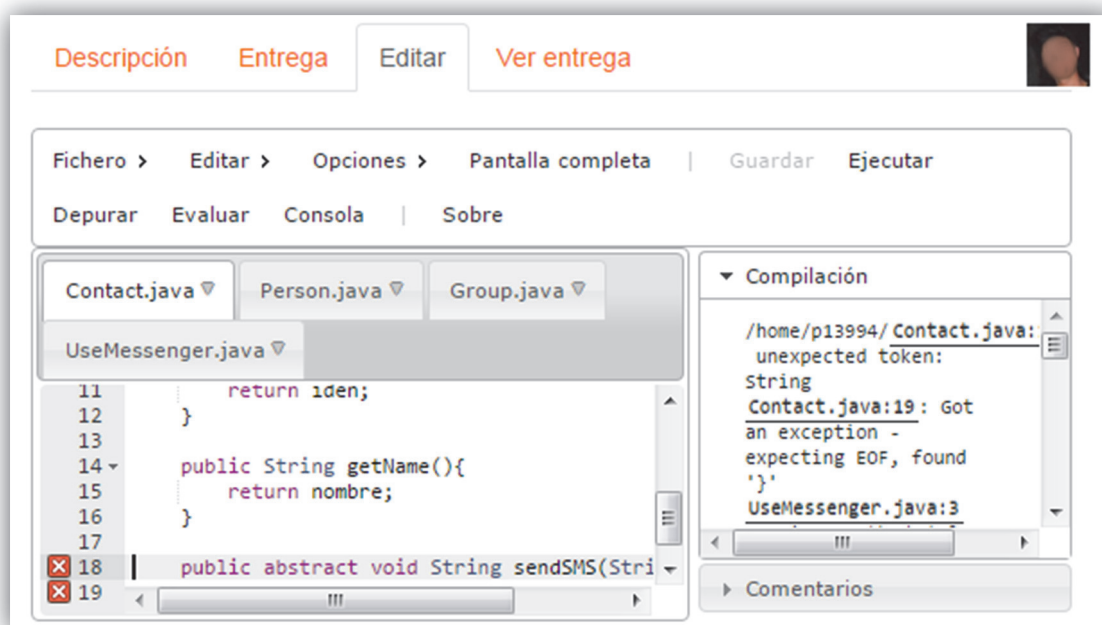 Descripción Entrega Editar Ver entrega
Fichero > Editar > Opciones > Pantalla completa | Guardar Ejecutar
Depurar Evaluar Consola | Sobre
Contact.java Person.java Group.java
UseMessenger.java
11 return iden;
12 }
13
14 public String getName(){
15 return nombre;
16 }
17
18 public abstract void String sendSMS(Stri
19
Compilación
/home/p13994/Contact.java:
unexpected token:
String
Contact.java:19: Got
an exception -
expecting EOF, found
'}'
UseMessenger.java:3
Comentarios